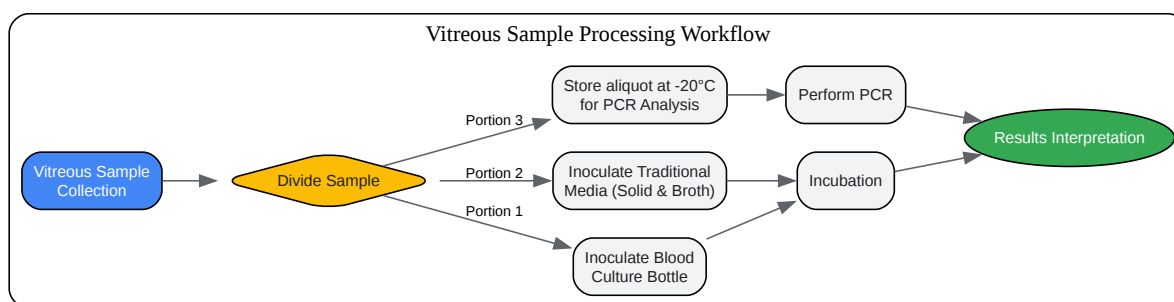 Vitreous Sample Processing Workflow
Store aliquot at -20°C
for PCR Analysis
Perform PCR
Portion 3
Results Interpretation
Vitreous Sample
Collection
Divide Sample
Portion 2
Inoculate Traditional
Media (Solid & Broth)
Incubation
Portion 1
Inoculate Blood
Culture Bottle